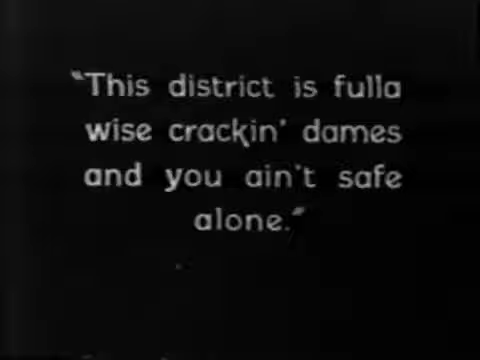 "This district is fulla
wise crackin' dames
and you ain't safe
alone."